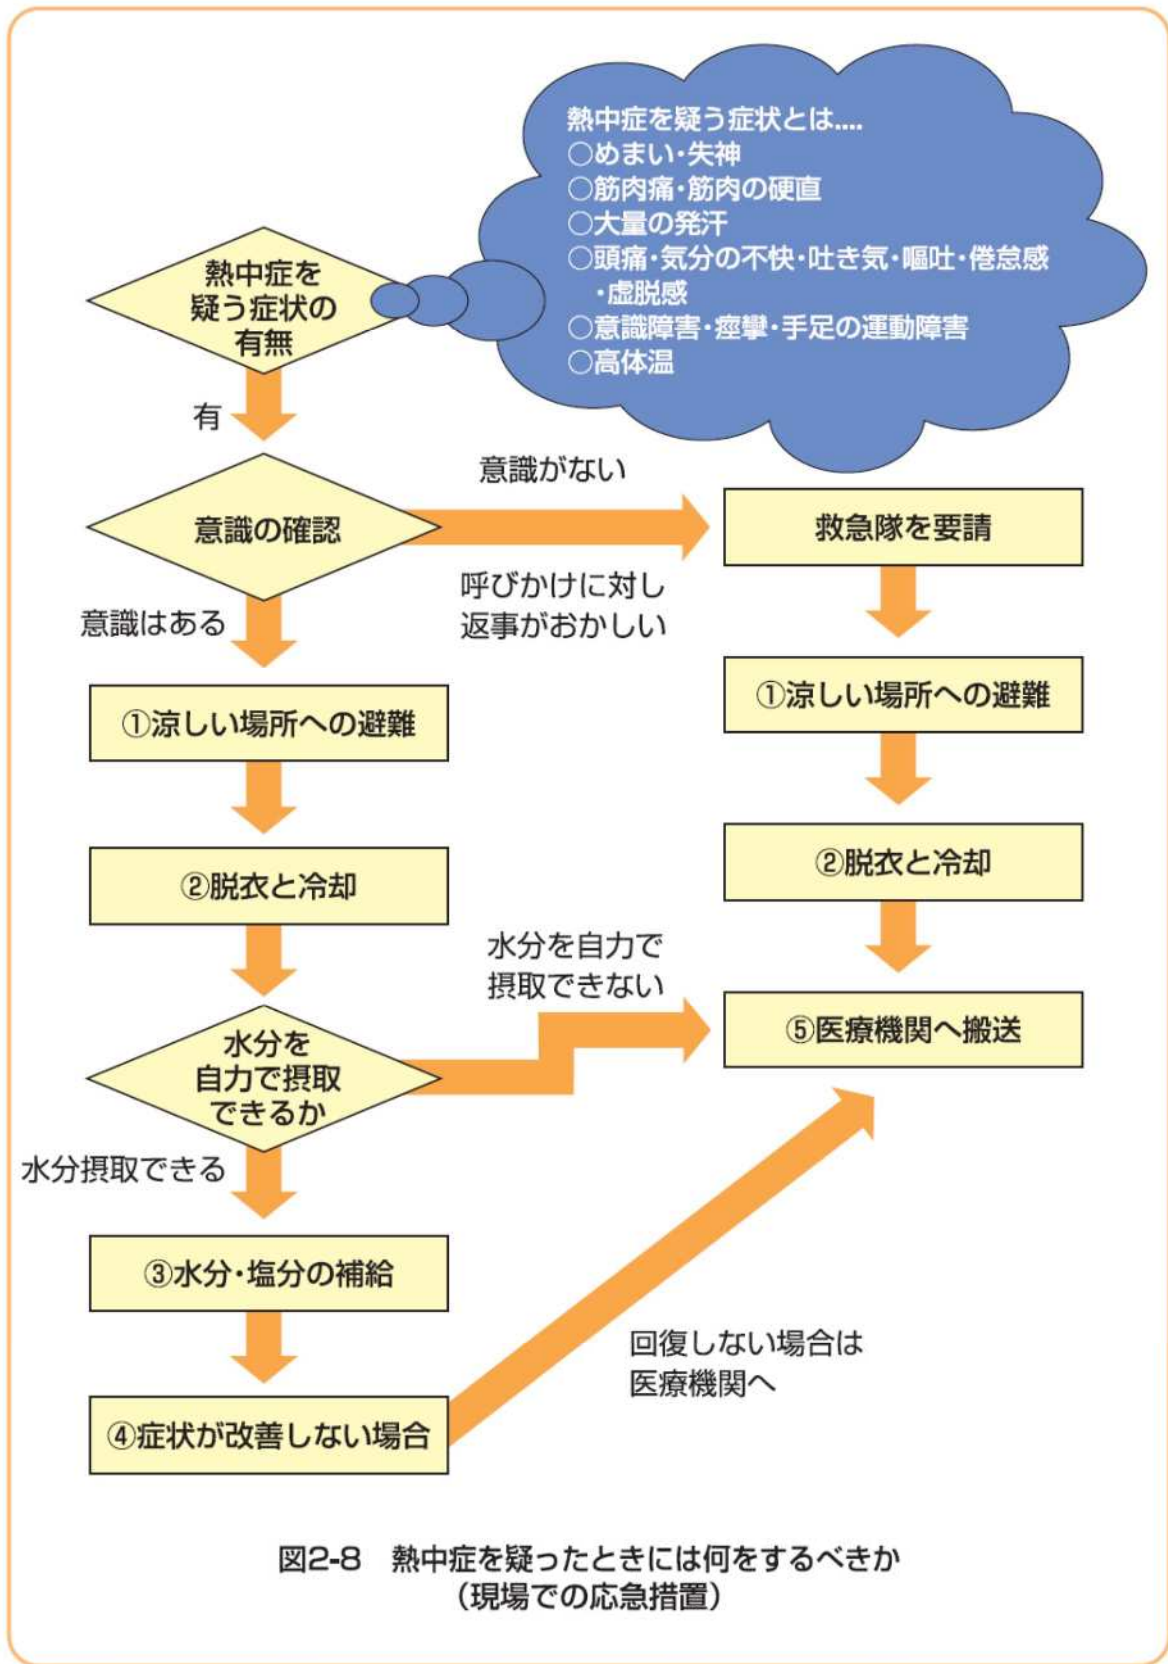 熱中症を疑う症状とは....
○めまい・失神
○筋肉痛・筋肉の硬直
○大量の発汗
○頭痛・気分の不快・吐き気・嘔吐・倦怠感
・虚脱感
○意識障害・痙攣・手足の運動障害
○高体温
熱中症を
疑う症状の
有無
有
意識の確認
意識がない
呼びかけに対し
返事がおかしい
救急隊を要請
意識はある
①涼しい場所への避難
①涼しい場所への避難
②脱衣と冷却
②脱衣と冷却
水分を
自力で摂取
できるか
水分を自力で
摂取できない
⑤医療機関へ搬送
水分摂取できる
③水分・塩分の補給
④症状が改善しない場合
回復しない場合は
医療機関へ
図2-8 熱中症を疑ったときには何をするべきか
（現場での応急措置）